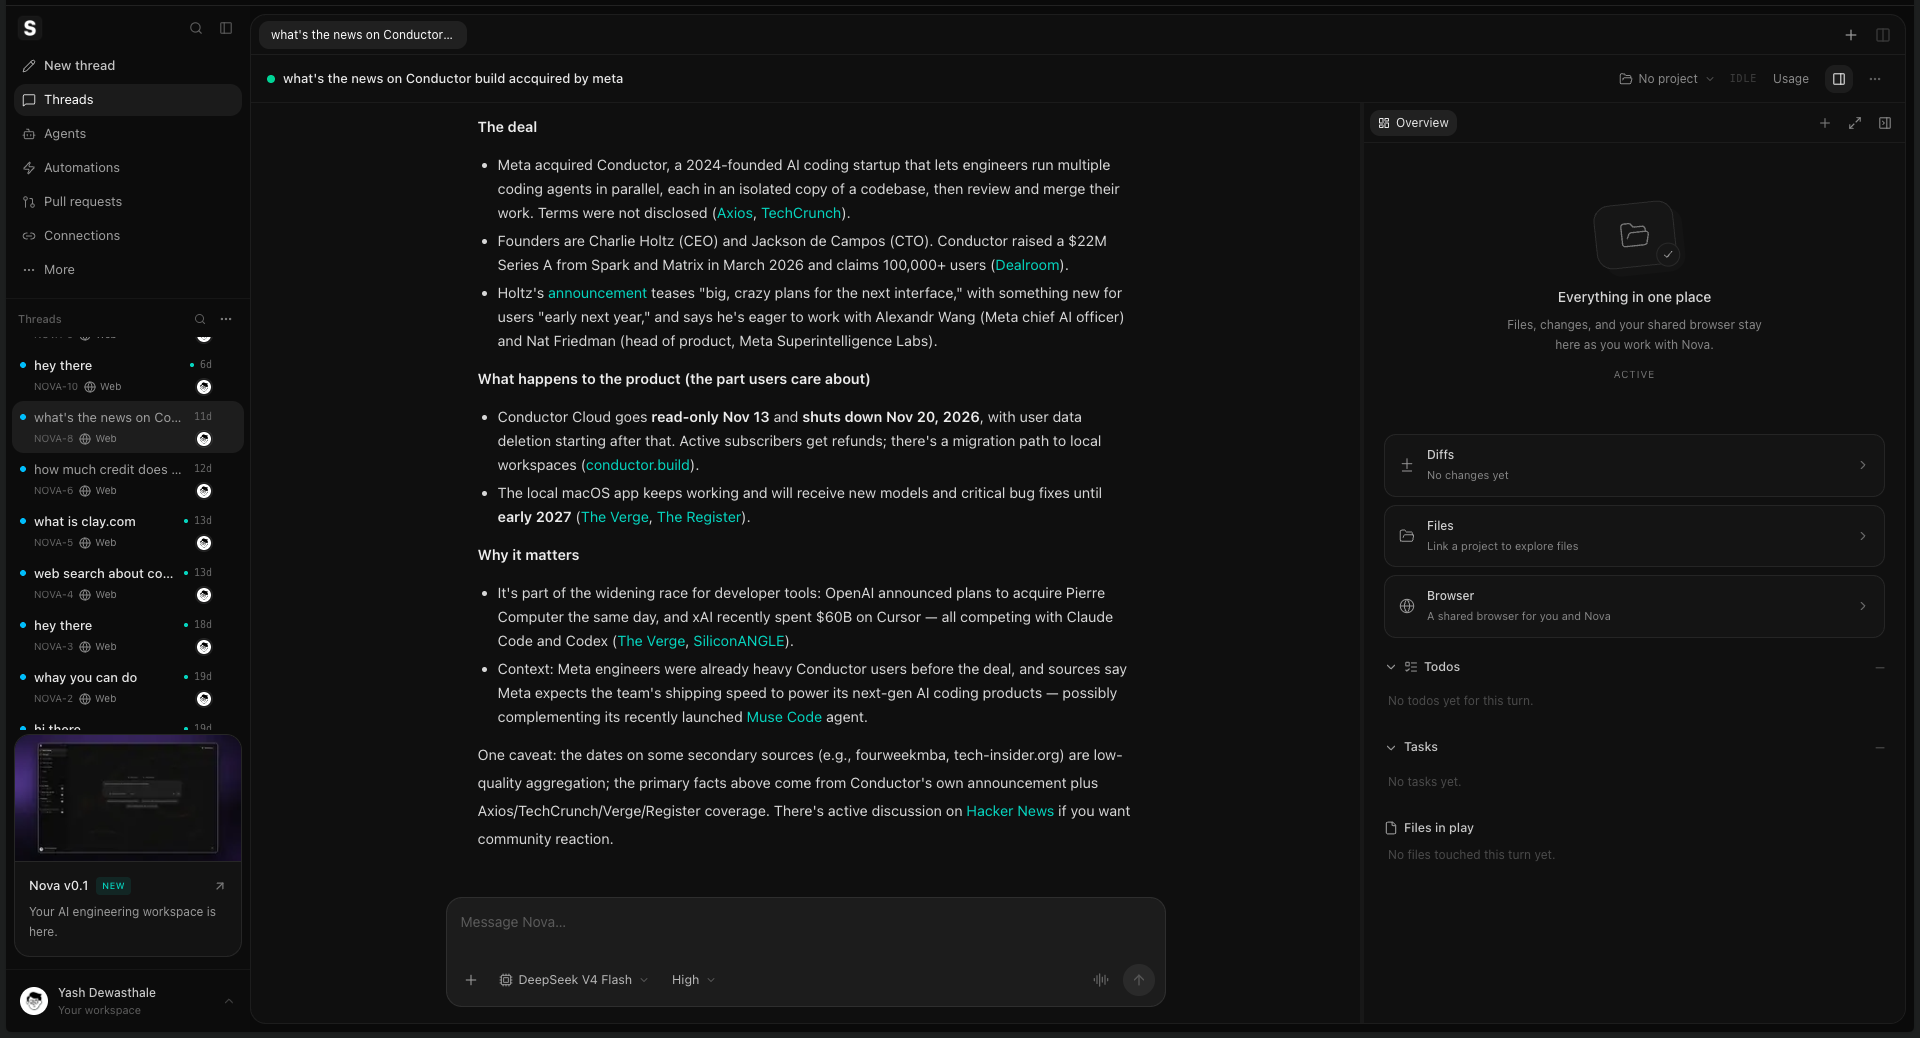 S
New thread
Threads
Agents
Automations
Pull requests
Connections
More
Threads
Web
hey there
6d
NOVA-10 Web
what's the news on Co...
11d
NOVA-8 Web
how much credit does ...
12d
NOVA-6 Web
what is clay.com
13d
NOVA-5 Web
web search about co...
13d
NOVA-4 Web
hey there
18d
NOVA-3 Web
whay you can do
19d
NOVA-2 Web
hi there
19d
Nova v0.1 NEW
Your AI engineering workspace is
here.
Yash Dewasthale
Your workspace
what's the news on Conductor...
what's the news on Conductor build accquired by meta
No project
IDLE
Usage
The deal
• Meta acquired Conductor, a 2024-founded AI coding startup that lets engineers run multiple
coding agents in parallel, each in an isolated copy of a codebase, then review and merge their
work. Terms were not disclosed (Axios, TechCrunch).
• Founders are Charlie Holtz (CEO) and Jackson de Campos (CTO). Conductor raised a $22M
Series A from Spark and Matrix in March 2026 and claims 100,000+ users (Dealroom).
• Holtz's announcement teases "big, crazy plans for the next interface," with something new for
users "early next year," and says he's eager to work with Alexandr Wang (Meta chief AI officer)
and Nat Friedman (head of product, Meta Superintelligence Labs).
What happens to the product (the part users care about)
• Conductor Cloud goes read-only Nov 13 and shuts down Nov 20, 2026, with user data
deletion starting after that. Active subscribers get refunds; there's a migration path to local
workspaces (conductor.build).
• The local macOS app keeps working and will receive new models and critical bug fixes until
early 2027 (The Verge, The Register).
Why it matters
• It's part of the widening race for developer tools: OpenAI announced plans to acquire Pierre
Computer the same day, and xAI recently spent $60B on Cursor — all competing with Claude
Code and Codex (The Verge, SiliconANGLE).
• Context: Meta engineers were already heavy Conductor users before the deal, and sources say
Meta expects the team's shipping speed to power its next-gen AI coding products — possibly
complementing its recently launched Muse Code agent.
One caveat: the dates on some secondary sources (e.g., fourweekmba, tech-insider.org) are low-
quality aggregation; the primary facts above come from Conductor's own announcement plus
Axios/TechCrunch/Verge/Register coverage. There's active discussion on Hacker News if you want
community reaction.
Message Nova...
DeepSeek V4 Flash
High
Overview
Everything in one place
Files, changes, and your shared browser stay
here as you work with Nova.
ACTIVE
Diffs
No changes yet
Files
Link a project to explore files
Browser
A shared browser for you and Nova
Todos
No todos yet for this turn.
Tasks
No tasks yet.
Files in play
No files touched this turn yet.